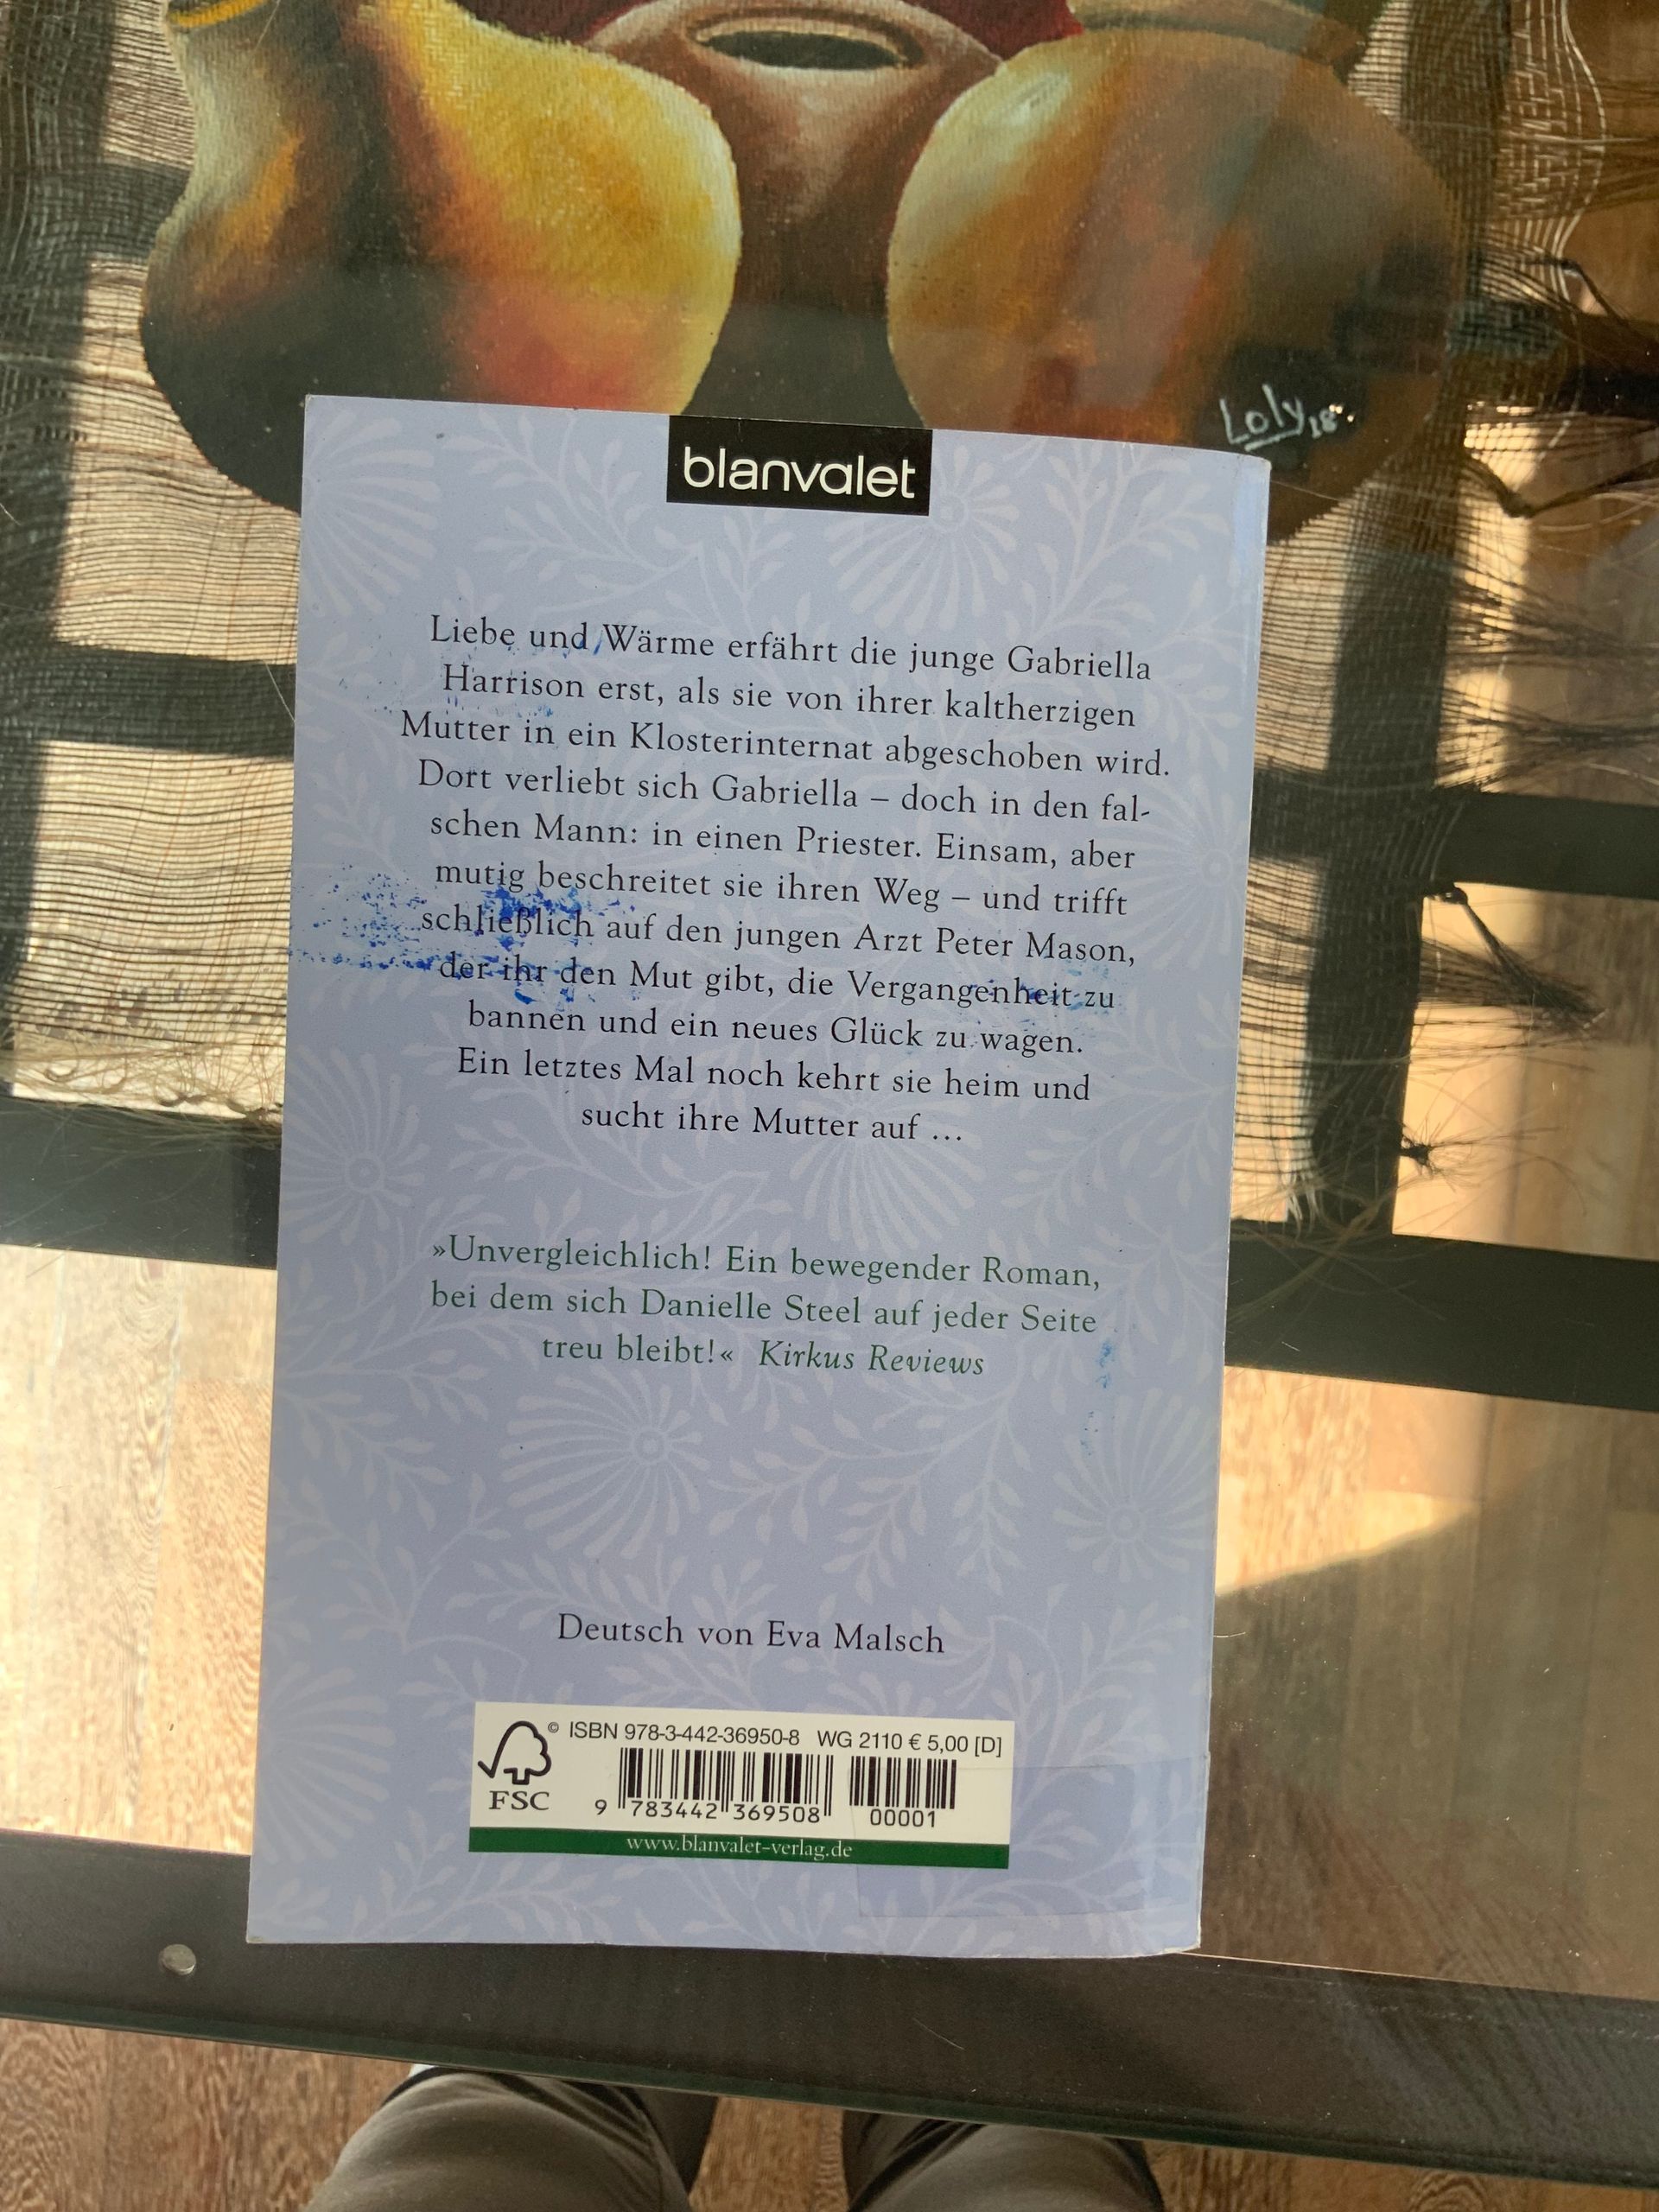 Loly 18.
blanvalet
Liebe und Wärme erfährt die junge Gabriella
Harrison erst, als sie von ihrer kaltherzigen
Mutter in ein Klosterinternat abgeschoben wird.
Dort verliebt sich Gabriella – doch in den fal-
schen Mann: in einen Priester. Einsam, aber
mutig beschreitet sie ihren Weg – und trifft
schließlich auf den jungen Arzt Peter Mason,
der ihr den Mut gibt, die Vergangenheit zu
bannen und ein neues Glück zu wagen.
Ein letztes Mal noch kehrt sie heim und
sucht ihre Mutter auf ...
»Unvergleichlich! Ein bewegender Roman,
bei dem sich Danielle Steel auf jeder Seite
treu bleibt!« Kirkus Reviews
Deutsch von Eva Malsch
© ISBN 978-3-442-36950-8 WG 2110 € 5,00 [D]
FSC
9 783442 369508 00001
www.blanvalet-verlag.de